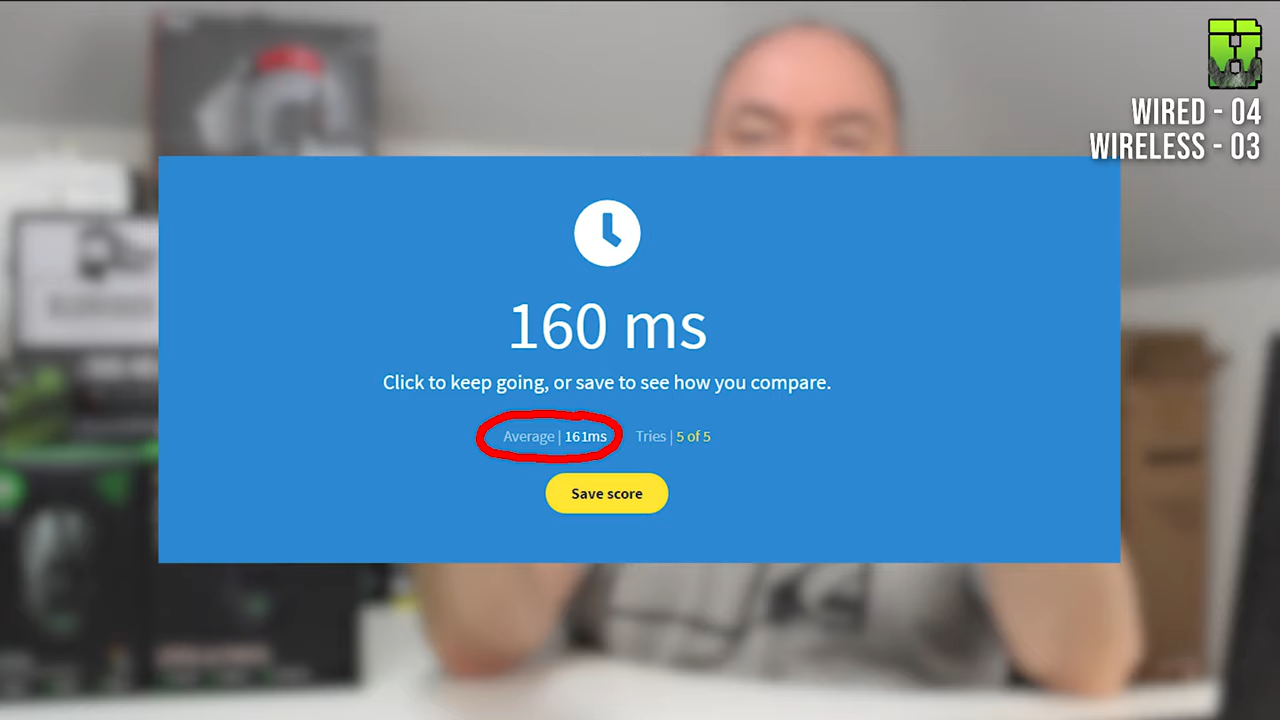 WIRED - 04
WIRELESS - 03
160 ms
Click to keep going, or save to see how you compare.
Average | 161ms Tries | 5 of 5
Save score